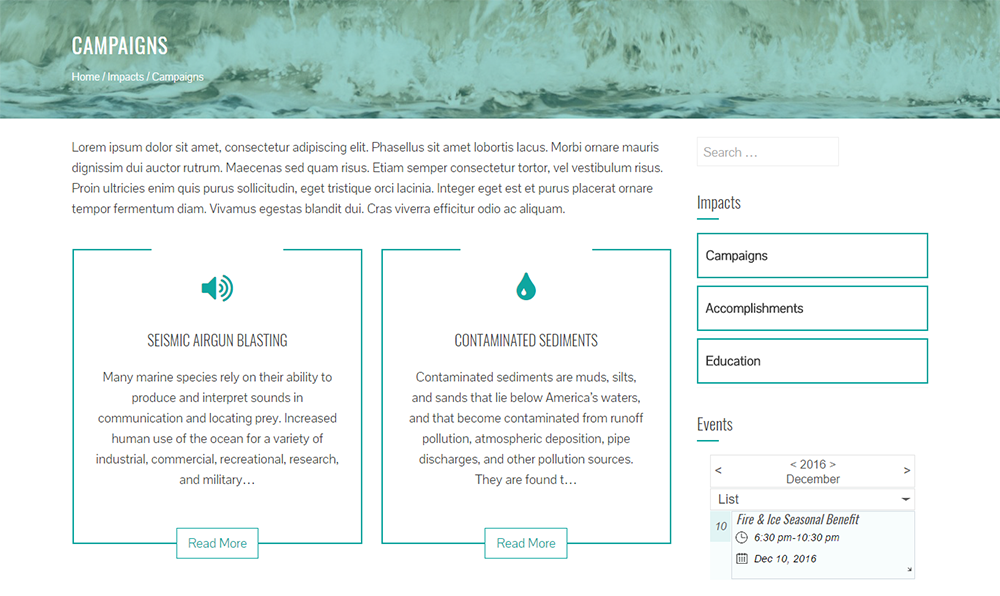 CAMPAIGNS
Home / Impacts / Campaigns
Lorem ipsum dolor sit amet, consectetur adipiscing elit. Phasellus sit amet lobortis lacus. Morbi ornare mauris
dignissim dui auctor rutrum. Maecenas sed quam risus. Etiam semper consectetur tortor, vel vestibulum risus.
Proin ultricies enim quis purus sollicitudin, eget tristique orci lacinia. Integer eget est et purus placerat ornare
tempor fermentum diam. Vivamus egestas blandit dui. Cras viverra efficitur odio ac aliquam.
SEISMIC AIRGUN BLASTING
Many marine species rely on their ability to
produce and interpret sounds in
communication and locating prey. Increased
human use of the ocean for a variety of
industrial, commercial, recreational, research,
and military…
Read More
CONTAMINATED SEDIMENTS
Contaminated sediments are muds, silts,
and sands that lie below America's waters,
and that become contaminated from runoff
pollution, atmospheric deposition, pipe
discharges, and other pollution sources.
They are found t…
Read More
Search …
Impacts
Campaigns
Accomplishments
Education
Events
< < 2016 > >
December
List
10 Fire & Ice Seasonal Benefit
6:30 pm-10:30 pm
Dec 10, 2016